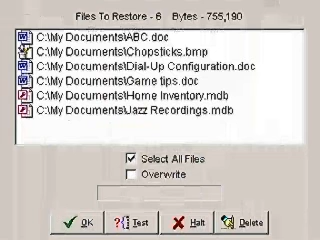 Files To Restore - 6 Bytes - 755,190
C:\My Documents\ABC.doc
C:\My Documents\Chopsticks.bmp
C:\My Documents\Dial-Up Configuration.doc
C:\My Documents\Game tips.doc
C:\My Documents\Home Inventory.mdb
C:\My Documents\Jazz Recordings.mdb
Select All Files
Overwrite
OK Test Halt Delete